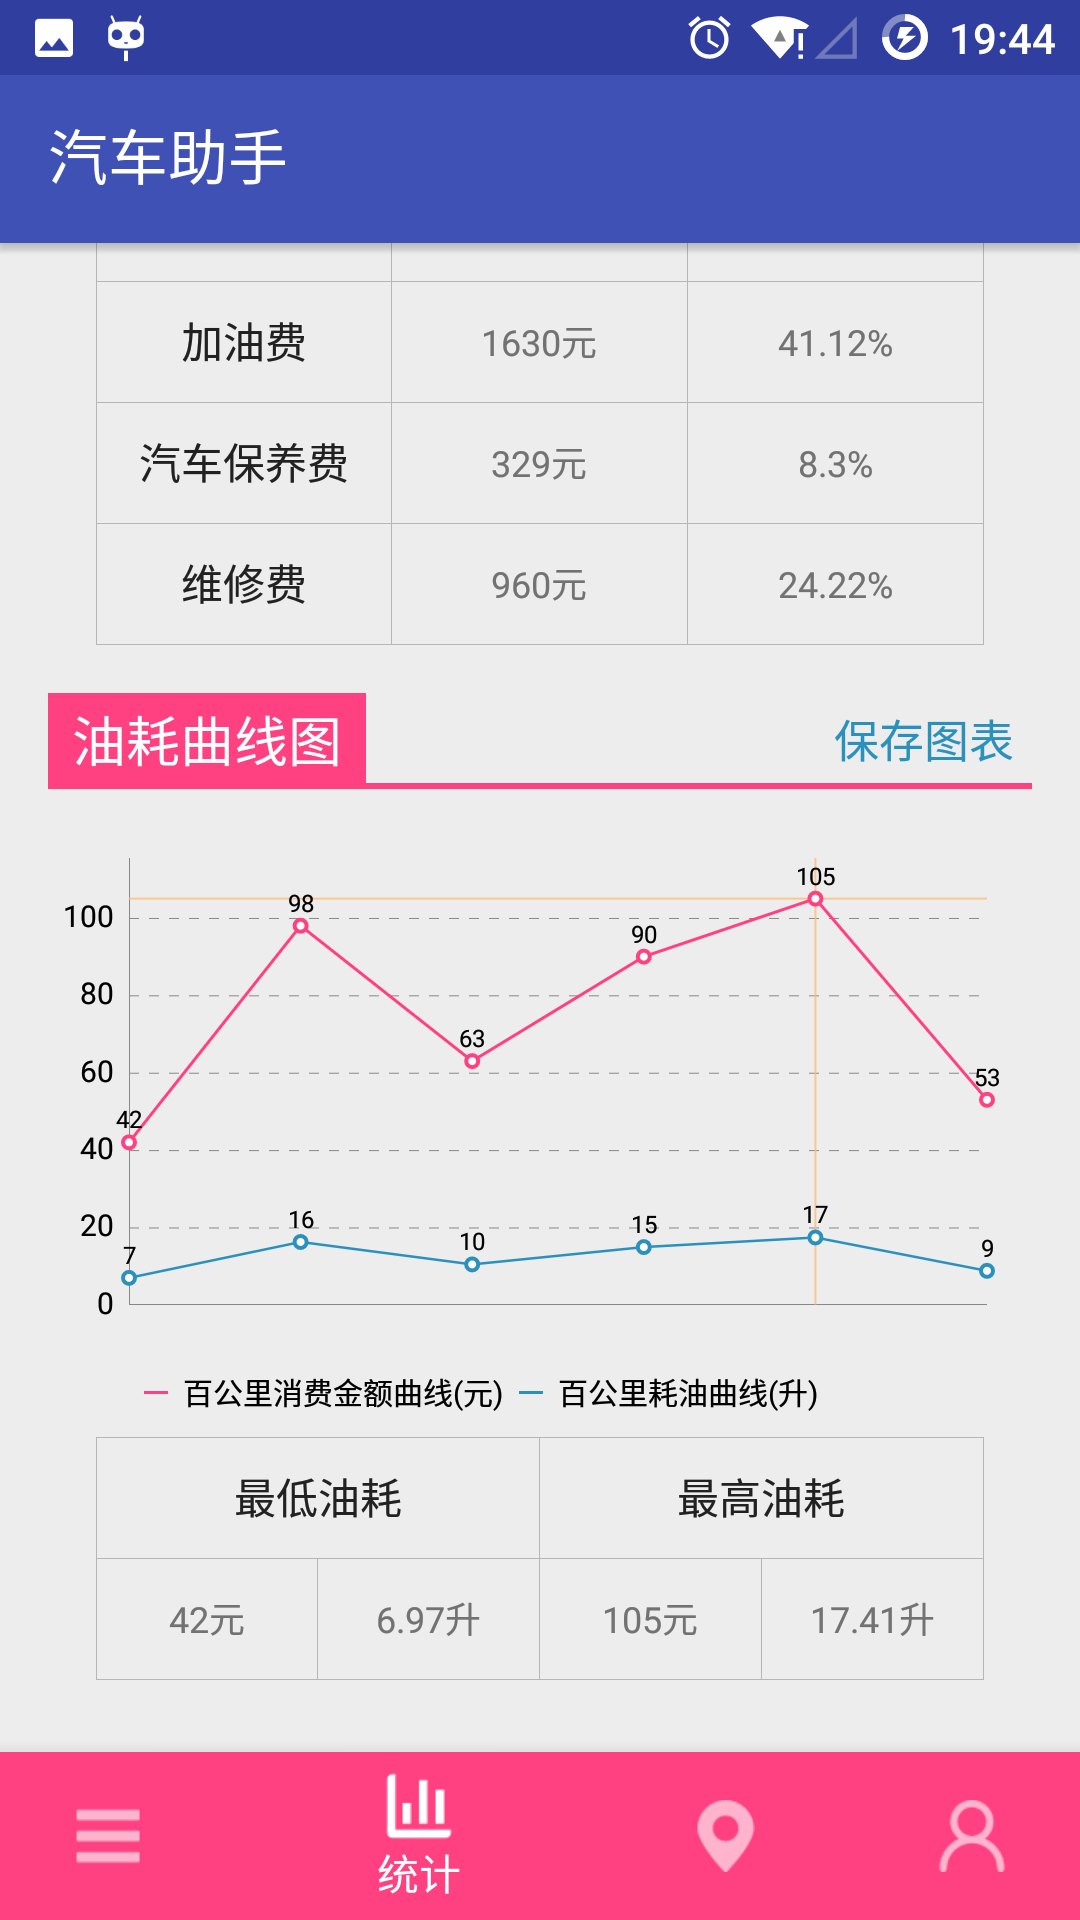 19:44
汽车助手
加油费 1630元 41.12%
汽车保养费 329元 8.3%
维修费 960元 24.22%
油耗曲线图 保存图表
100
80
60
40
20
0
42 98 63 90 105 53
7 16 10 15 17 9
百公里消费金额曲线(元) 百公里耗油曲线(升)
最低油耗 最高油耗
42元 6.97升 105元 17.41升
统计